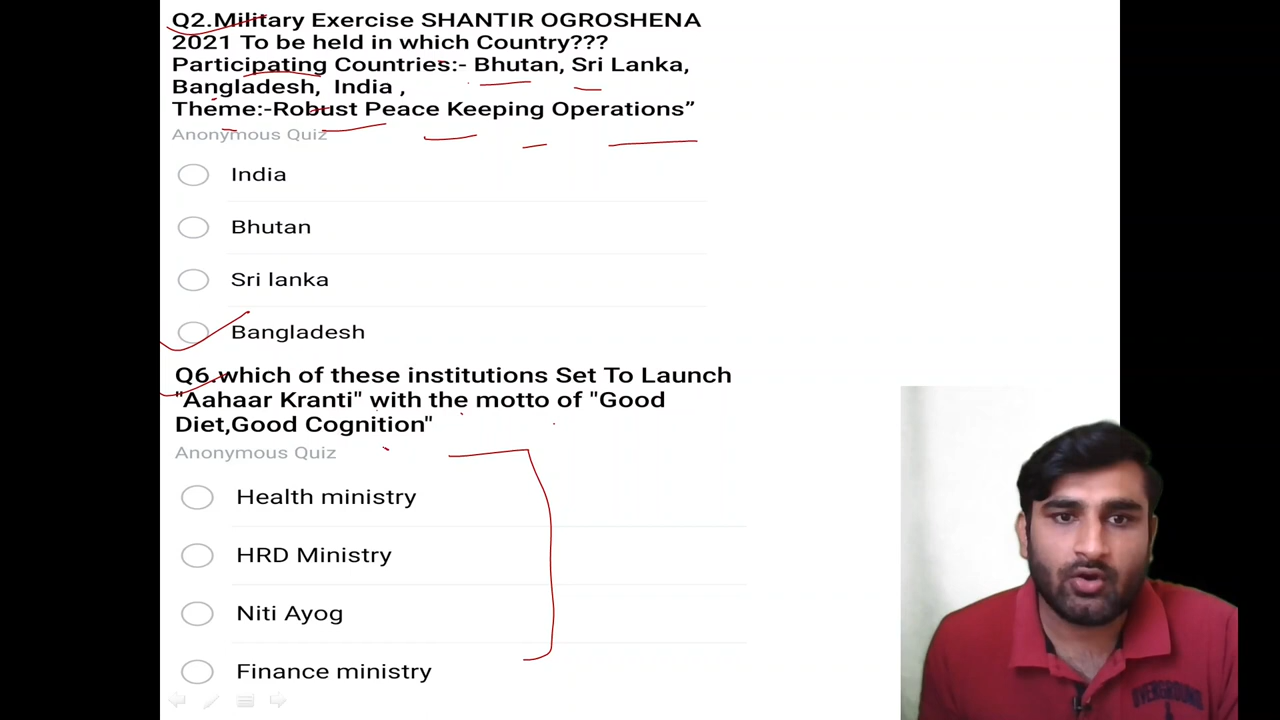 Q2.Military Exercise SHANTIR OGROSHENA
2021 To be held in which Country???
Participating Countries:- Bhutan, Sri Lanka,
Bangladesh, India ,
Theme:-Robust Peace Keeping Operations”
Anonymous Quiz
India
Bhutan
Sri lanka
Bangladesh
Q6.which of these institutions Set To Launch
"Aahaar Kranti" with the motto of "Good
Diet,Good Cognition"
Anonymous Quiz
Health ministry
HRD Ministry
Niti Ayog
Finance ministry
OVERGROUND